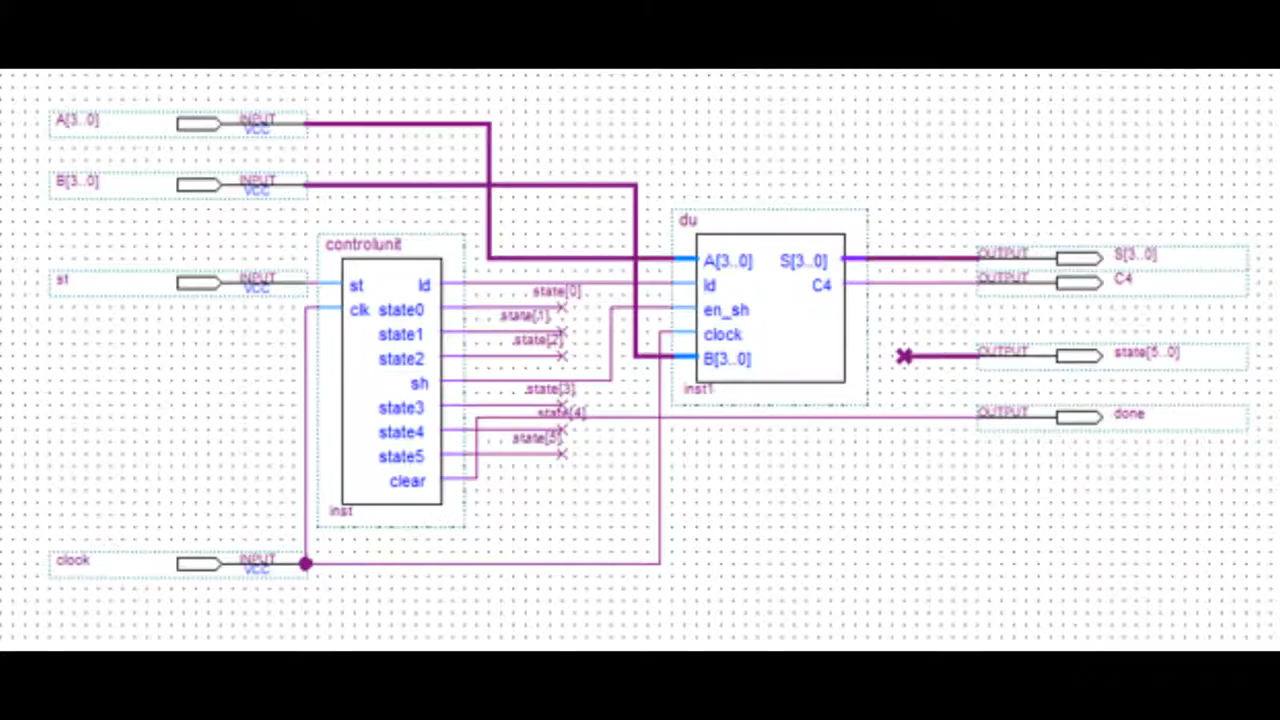 A[3..0] INPUT VCC
B[3..0] INPUT VCC
st INPUT VCC
clock INPUT VCC
controlunit
st ld
clk state0
state1
state2
sh
state3
state4
state5
clear
inst
state[0]
state[1]
state[2]
state[3]
state[4]
state[5]
du
A[3..0] S[3..0]
ld C4
en_sh
clock
B[3..0]
inst1
OUTPUT S[3..0]
OUTPUT C4
OUTPUT state[5..0]
OUTPUT done